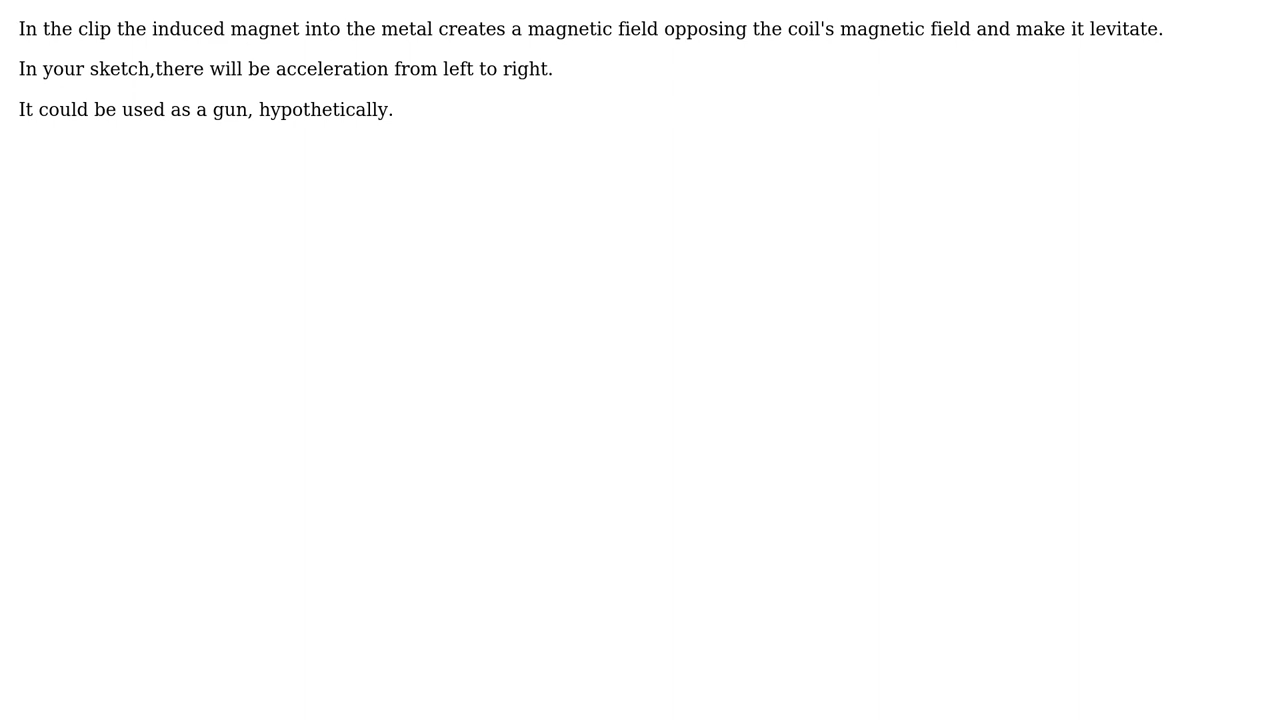 In the clip the induced magnet into the metal creates a magnetic field opposing the coil's magnetic field and make it levitate.
In your sketch,there will be acceleration from left to right.
It could be used as a gun, hypothetically.